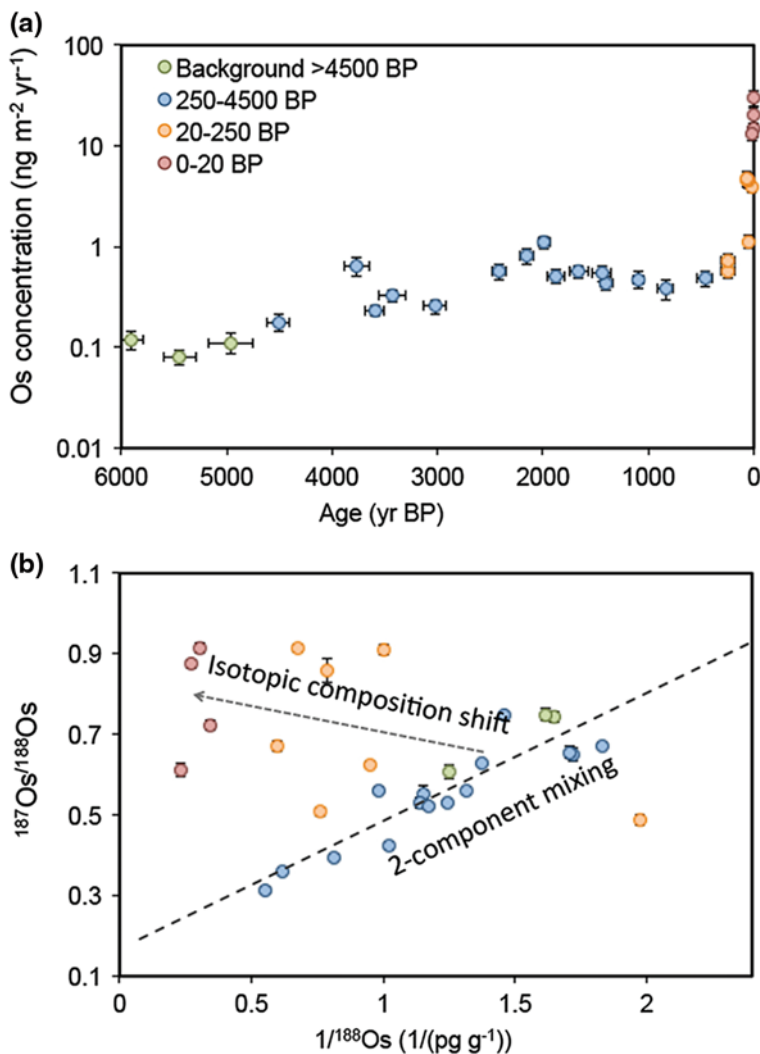 (a)
Os concentration (ng m⁻² yr⁻¹)
100
10
1
0.1
0.01
Background >4500 BP
250-4500 BP
20-250 BP
0-20 BP
6000 5000 4000 3000 2000 1000 0
Age (yr BP)
(b)
¹⁸⁷Os/¹⁸⁸Os
1.1
0.9
0.7
0.5
0.3
0.1
Isotopic composition shift
2-component mixing
0 0.5 1 1.5 2
1/¹⁸⁸Os (1/(pg g⁻¹))